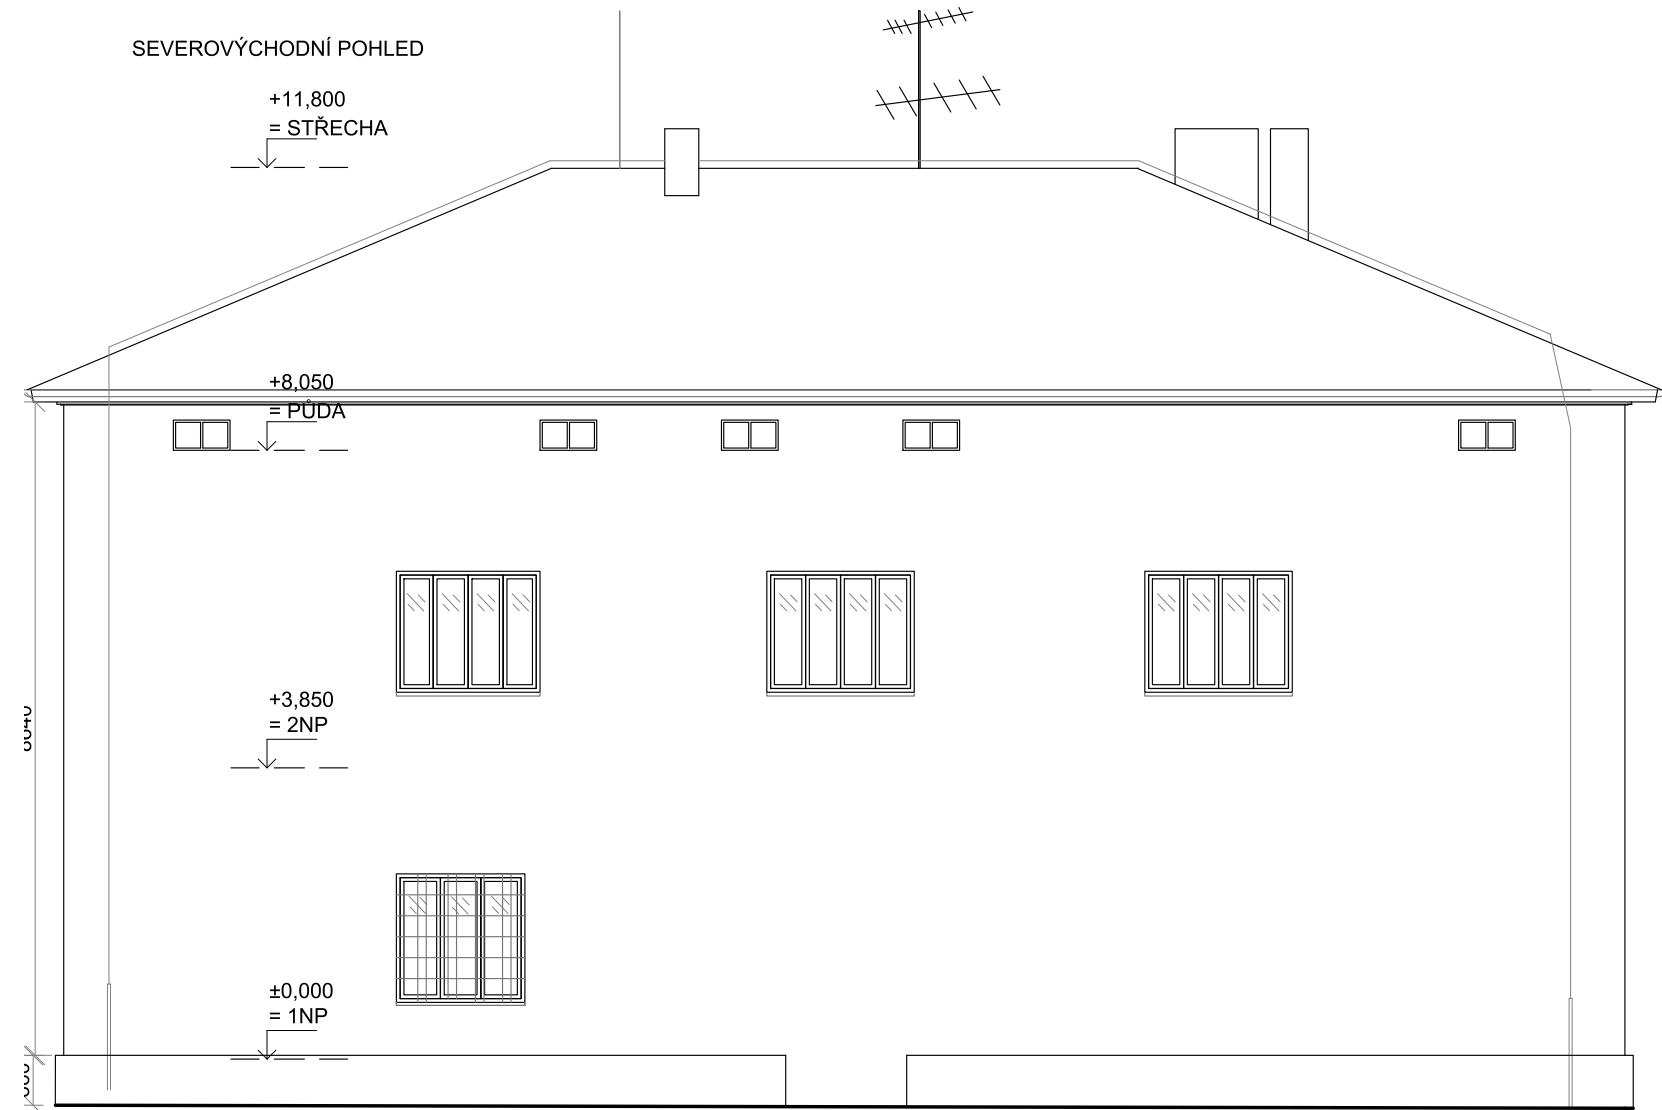 SEVEROVÝCHODNÍ POHLED
+11,800
= STŘECHA
+8,050
= PŮDA
+3,850
= 2NP
±0,000
= 1NP